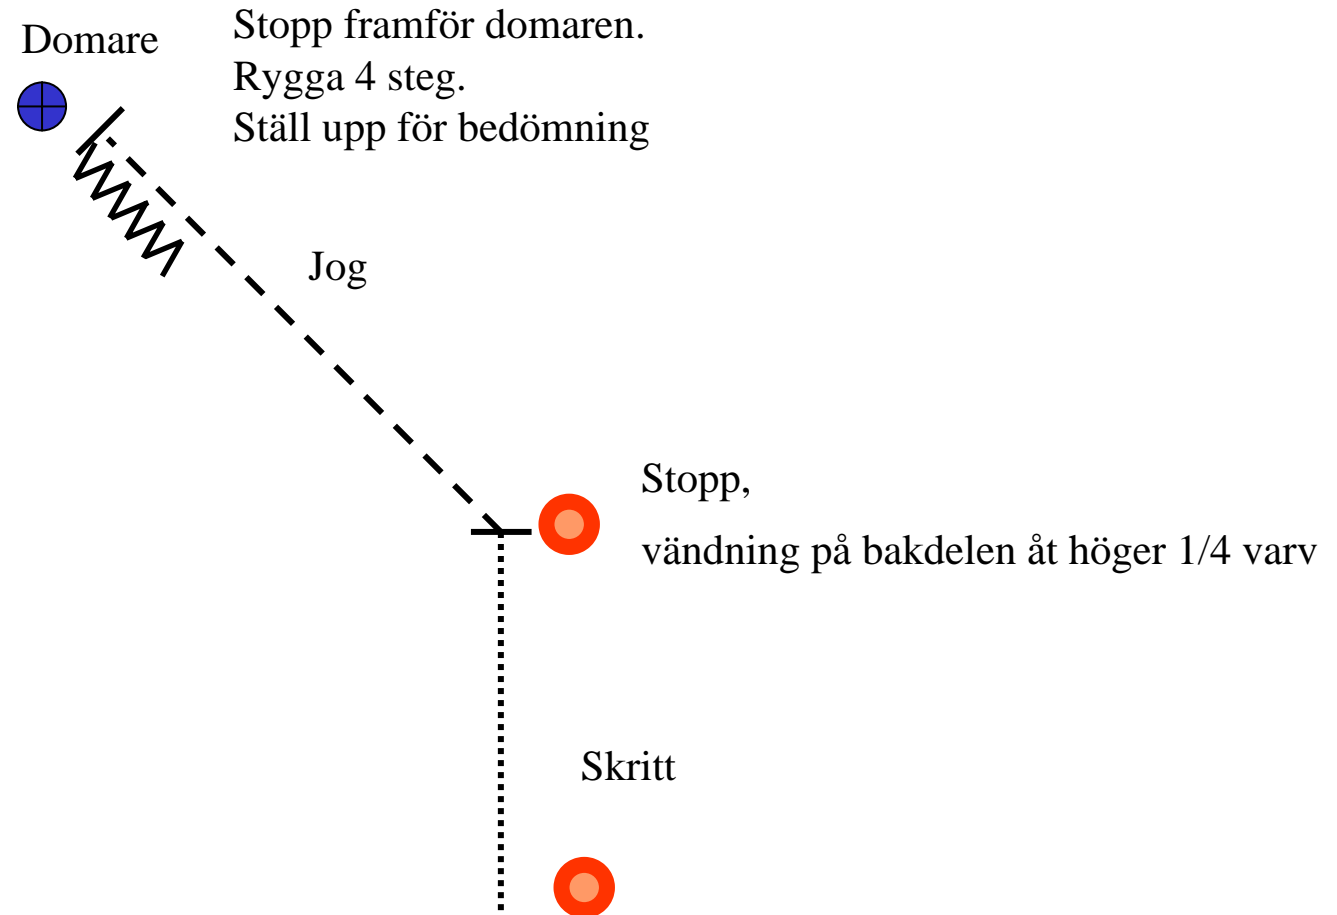 Domare
Stopp framför domaren.
Rygga 4 steg.
Ställ upp för bedömning
Jog
Stopp,
vändning på bakdelen åt höger 1/4 varv
Skritt